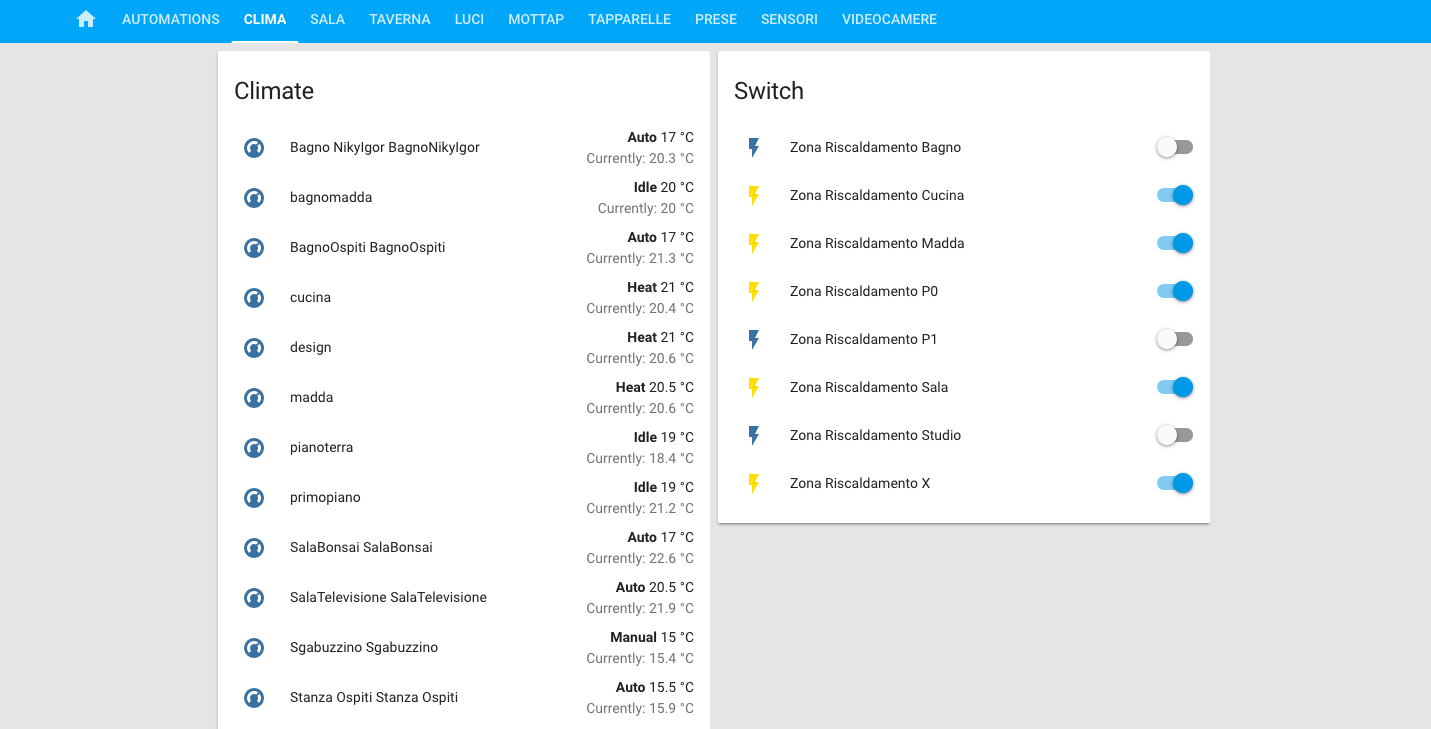 AUTOMATIONS CLIMA SALA TAVERNA LUCI MOTTAP TAPPARELLE PRESE SENSORI VIDEOCAMERE
Climate
Bagno NikyIgor BagnoNikyIgor Auto 17 °C
Currently: 20.3 °C
bagnomadda Idle 20 °C
Currently: 20 °C
BagnoOspiti BagnoOspiti Auto 17 °C
Currently: 21.3 °C
cucina Heat 21 °C
Currently: 20.4 °C
design Heat 21 °C
Currently: 20.6 °C
madda Heat 20.5 °C
Currently: 20.6 °C
pianoterra Idle 19 °C
Currently: 18.4 °C
primopiano Idle 19 °C
Currently: 21.2 °C
SalaBonsai SalaBonsai Auto 17 °C
Currently: 22.6 °C
SalaTelevisione SalaTelevisione Auto 20.5 °C
Currently: 21.9 °C
Sgabuzzino Sgabuzzino Manual 15 °C
Currently: 15.4 °C
Stanza Ospiti Stanza Ospiti Auto 15.5 °C
Currently: 15.9 °C
Switch
Zona Riscaldamento Bagno
Zona Riscaldamento Cucina
Zona Riscaldamento Madda
Zona Riscaldamento P0
Zona Riscaldamento P1
Zona Riscaldamento Sala
Zona Riscaldamento Studio
Zona Riscaldamento X